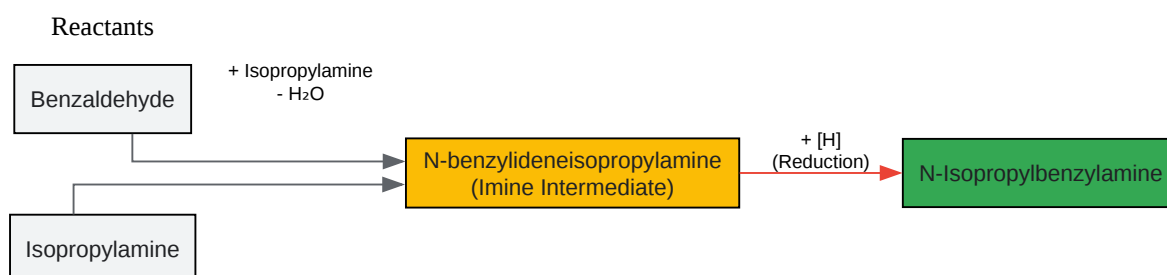 Reactants
Benzaldehyde
+ Isopropylamine
- H₂O
N-benzylideneisopropylamine
(Imine Intermediate)
+ [H]
(Reduction)
N-Isopropylbenzylamine
Isopropylamine